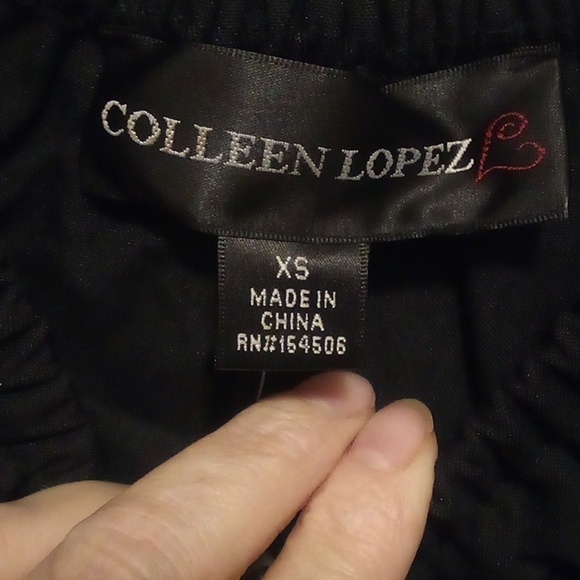 COLLEEN LOPEZ
XS
MADE IN
CHINA
RN#154506